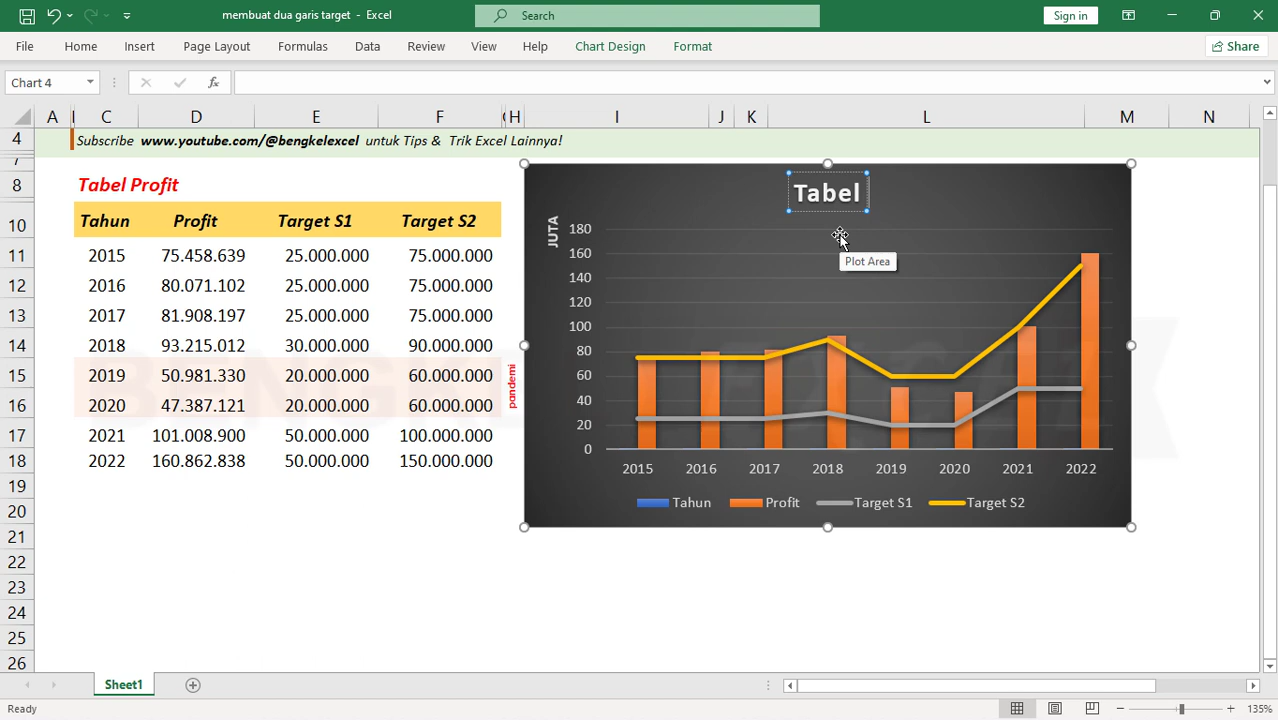 membuat dua garis target - Excel
Search
Sign in
File Home Insert Page Layout Formulas Data Review View Help Chart Design Format Share
Chart 4 fx
A C D E F H I J K L M N
4 Subscribe www.youtube.com/@bengkelexcel untuk Tips & Trik Excel Lainnya!
7
8 Tabel Profit
10 Tahun Profit Target S1 Target S2
11 2015 75.458.639 25.000.000 75.000.000
12 2016 80.071.102 25.000.000 75.000.000
13 2017 81.908.197 25.000.000 75.000.000
14 2018 93.215.012 30.000.000 90.000.000
15 2019 50.981.330 20.000.000 60.000.000
16 2020 47.387.121 20.000.000 60.000.000
17 2021 101.008.900 50.000.000 100.000.000
18 2022 160.862.838 50.000.000 150.000.000
19
20
21
22
23
24
25
26
pandemi
Tabel
JUTA
180
160
140
120
100
80
60
40
20
0
2015 2016 2017 2018 2019 2020 2021 2022
Tahun Profit Target S1 Target S2
Plot Area
Sheet1
Ready
135%